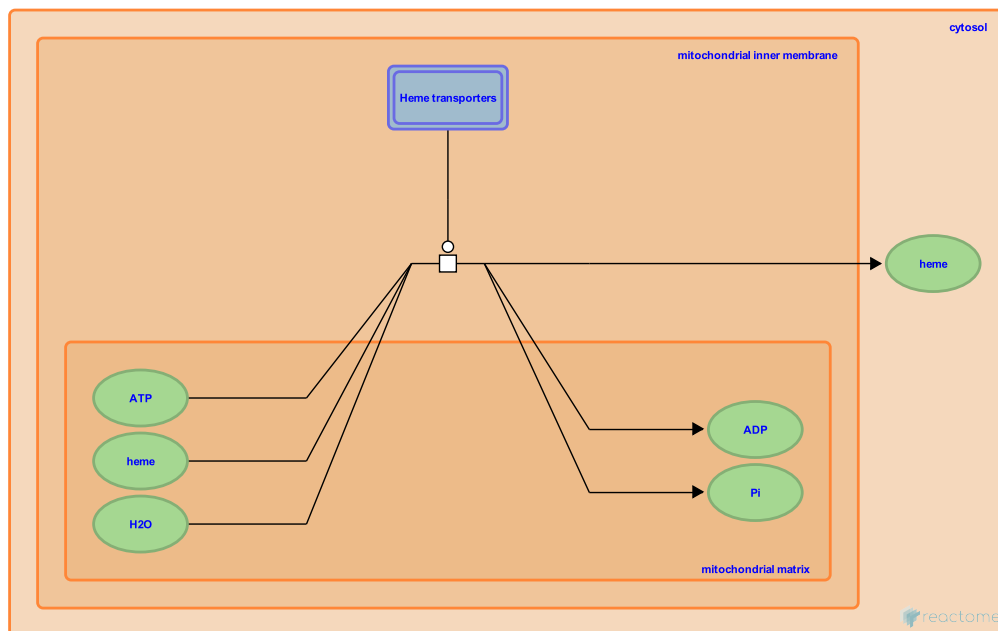 cytosol
mitochondrial inner membrane
Heme transporters
heme
ATP
heme
H2O
ADP
Pi
mitochondrial matrix
reactome